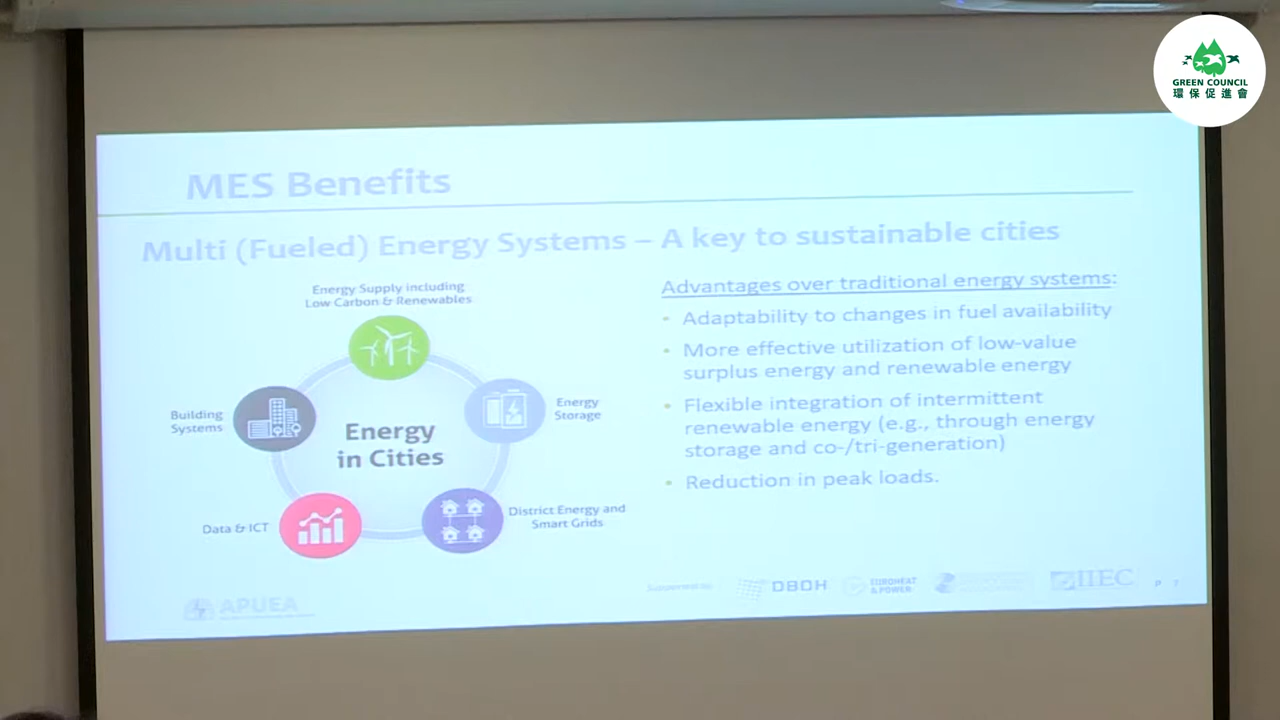 GREEN COUNCIL
環保促進會
MES Benefits
Multi (Fueled) Energy Systems – A key to sustainable cities
Energy Supply including
Low Carbon & Renewables
Building
Systems
Energy
Storage
Energy
in Cities
Data & ICT
District Energy and
Smart Grids
Advantages over traditional energy systems:
• Adaptability to changes in fuel availability
• More effective utilization of low-value
surplus energy and renewable energy
• Flexible integration of intermittent
renewable energy (e.g., through energy
storage and co-/tri-generation)
• Reduction in peak loads.
APUEA
Supported by
DBDH
EUROHEAT
& POWER
IIEC
P 7